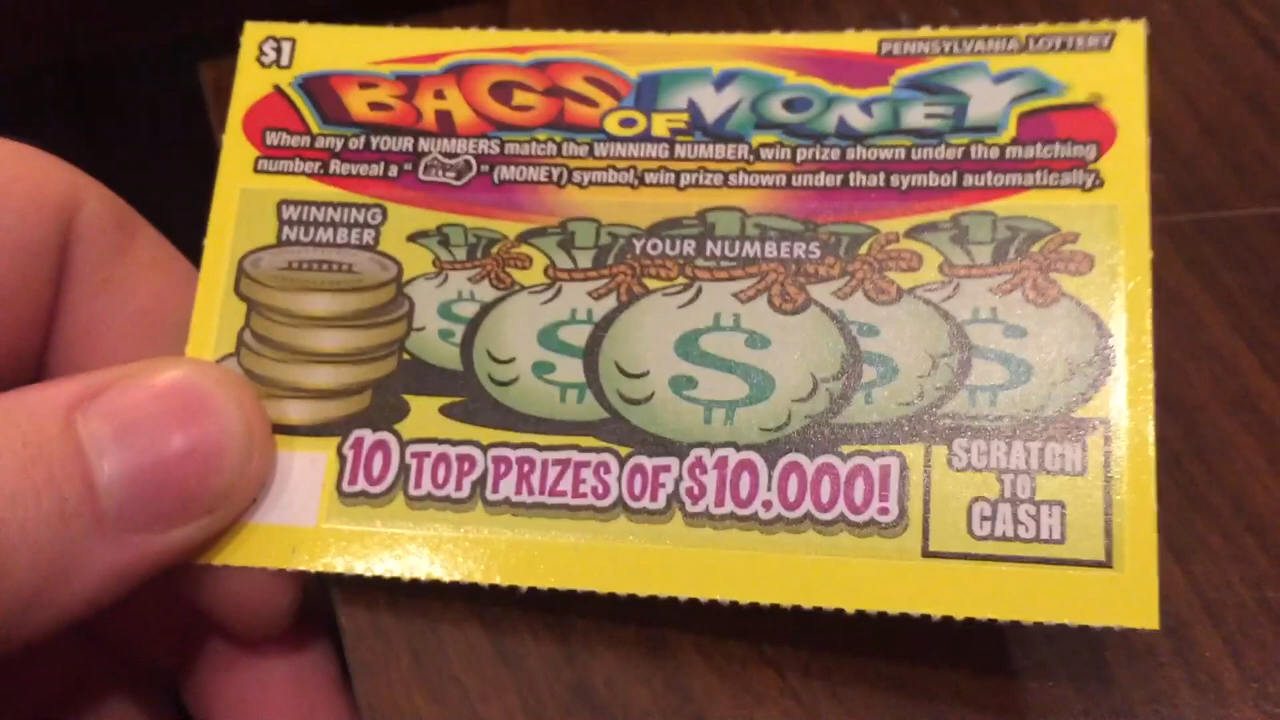 $1
PENNSYLVANIA LOTTERY
BAGS OF MONEY
When any of YOUR NUMBERS match the WINNING NUMBER, win prize shown under the matching
number. Reveal a " " (MONEY) symbol, win prize shown under that symbol automatically.
WINNING
NUMBER
YOUR NUMBERS
$ $ $ $ $
10 TOP PRIZES OF $10,000!
SCRATCH
TO
CASH